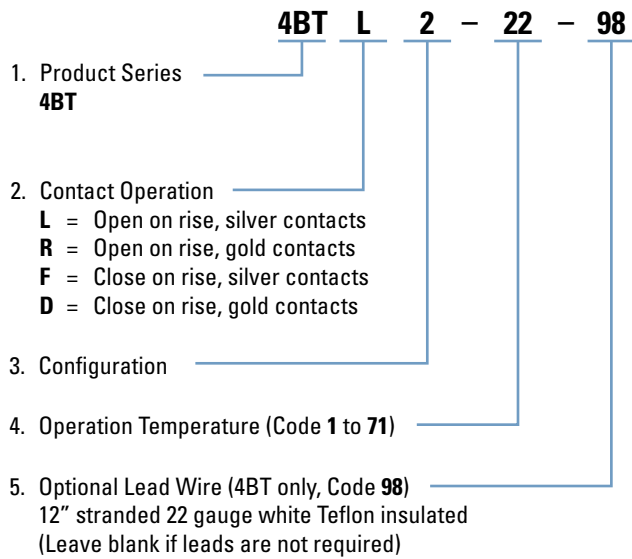 4BT L 2 – 22 – 98
1. Product Series
4BT
2. Contact Operation
L = Open on rise, silver contacts
R = Open on rise, gold contacts
F = Close on rise, silver contacts
D = Close on rise, gold contacts
3. Configuration
4. Operation Temperature (Code 1 to 71)
5. Optional Lead Wire (4BT only, Code 98)
12” stranded 22 gauge white Teflon insulated
(Leave blank if leads are not required)